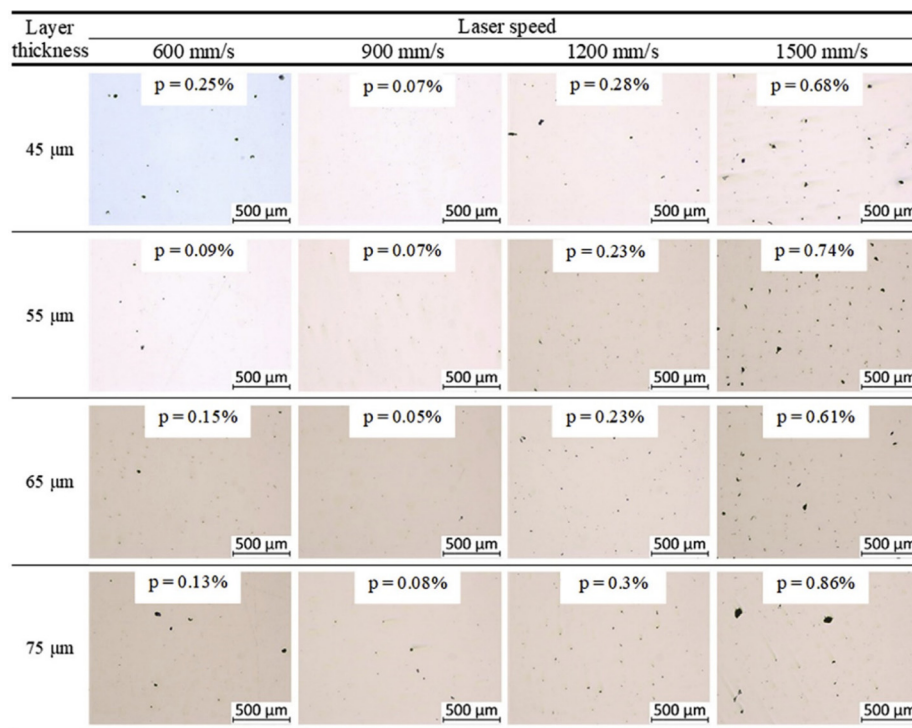 Layer thickness
Laser speed
600 mm/s 900 mm/s 1200 mm/s 1500 mm/s
45 μm
p = 0.25% p = 0.07% p = 0.28% p = 0.68%
500 μm 500 μm 500 μm 500 μm
55 μm
p = 0.09% p = 0.07% p = 0.23% p = 0.74%
500 μm 500 μm 500 μm 500 μm
65 μm
p = 0.15% p = 0.05% p = 0.23% p = 0.61%
500 μm 500 μm 500 μm 500 μm
75 μm
p = 0.13% p = 0.08% p = 0.3% p = 0.86%
500 μm 500 μm 500 μm 500 μm